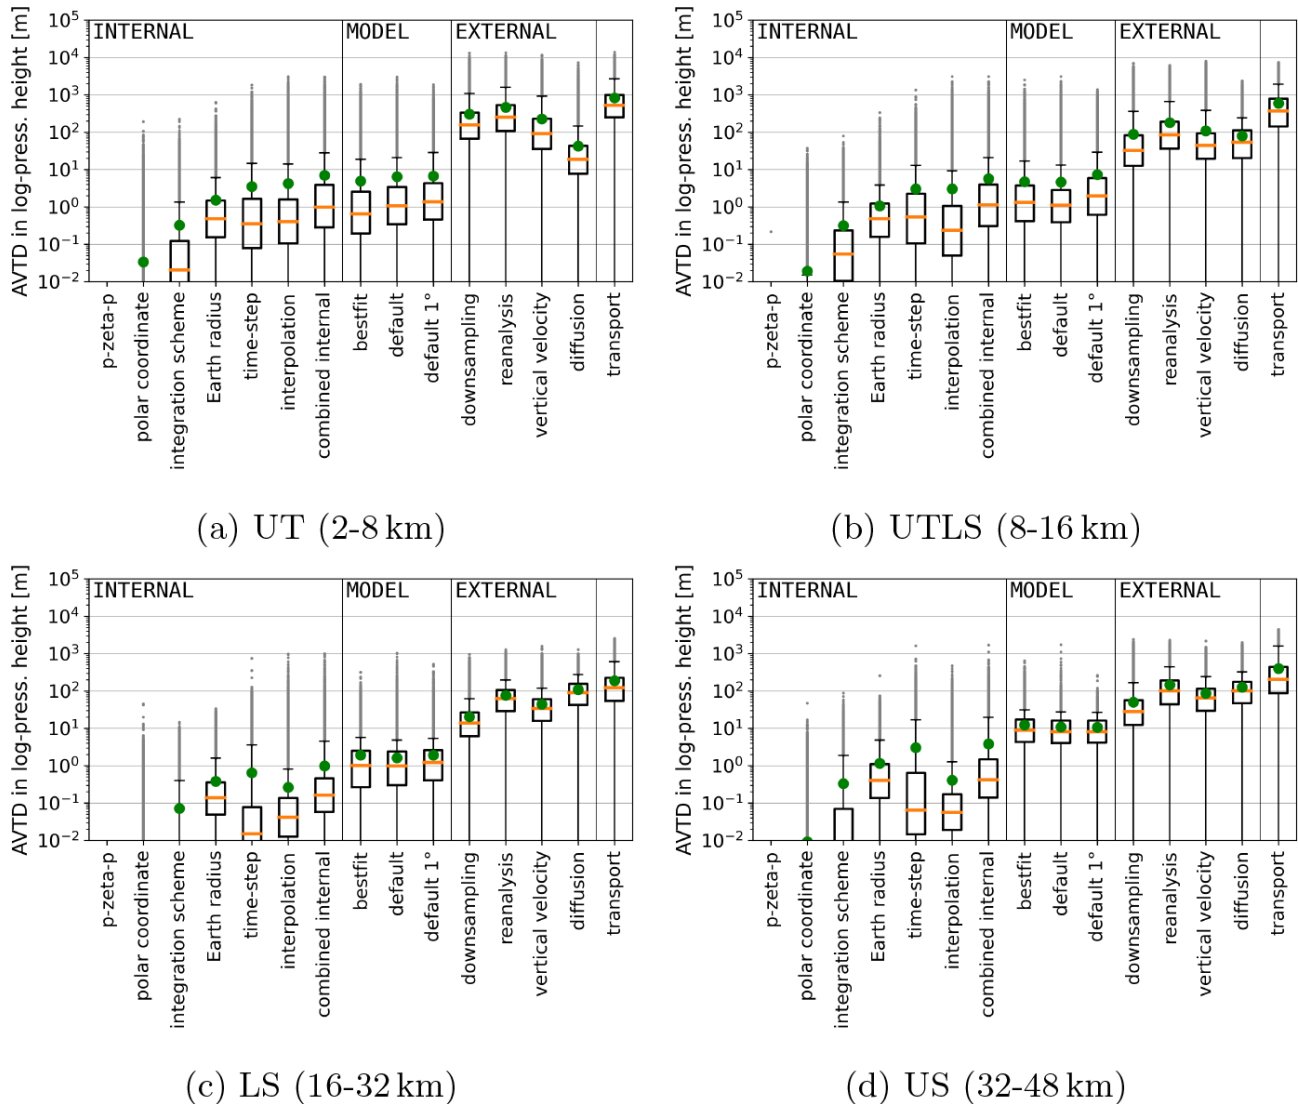 AVTD in log-press. height [m]
10⁵
10⁴
10³
10²
10¹
10⁰
10⁻¹
10⁻²
INTERNAL MODEL EXTERNAL
p-zeta-p
polar coordinate
integration scheme
Earth radius
time-step
interpolation
combined internal
bestfit
default
default 1°
downsampling
reanalysis
vertical velocity
diffusion
transport
(a) UT (2-8 km)
AVTD in log-press. height [m]
10⁵
10⁴
10³
10²
10¹
10⁰
10⁻¹
10⁻²
INTERNAL MODEL EXTERNAL
p-zeta-p
polar coordinate
integration scheme
Earth radius
time-step
interpolation
combined internal
bestfit
default
default 1°
downsampling
reanalysis
vertical velocity
diffusion
transport
(b) UTLS (8-16 km)
AVTD in log-press. height [m]
10⁵
10⁴
10³
10²
10¹
10⁰
10⁻¹
10⁻²
INTERNAL MODEL EXTERNAL
p-zeta-p
polar coordinate
integration scheme
Earth radius
time-step
interpolation
combined internal
bestfit
default
default 1°
downsampling
reanalysis
vertical velocity
diffusion
transport
(c) LS (16-32 km)
AVTD in log-press. height [m]
10⁵
10⁴
10³
10²
10¹
10⁰
10⁻¹
10⁻²
INTERNAL MODEL EXTERNAL
p-zeta-p
polar coordinate
integration scheme
Earth radius
time-step
interpolation
combined internal
bestfit
default
default 1°
downsampling
reanalysis
vertical velocity
diffusion
transport
(d) US (32-48 km)